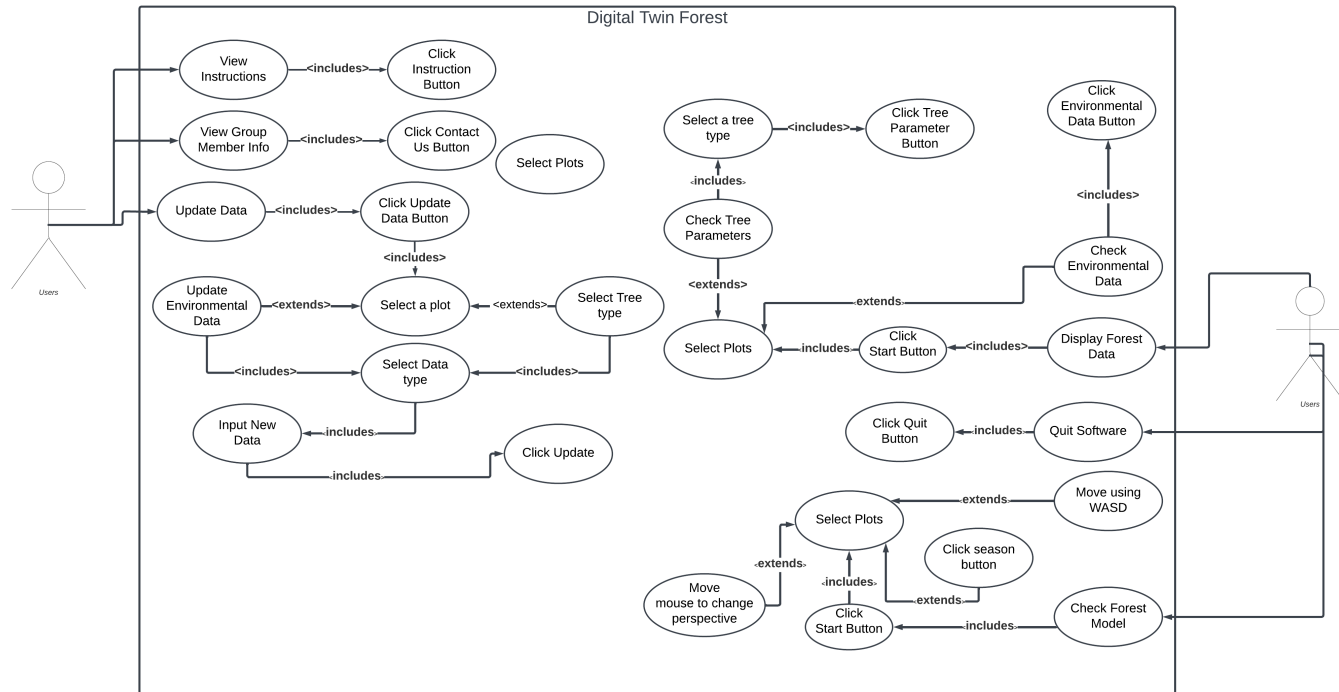 Digital Twin Forest
View
Instructions
<includes>
Click
Instruction
Button
View Group
Member Info
<includes>
Click Contact
Us Button
Select Plots
Update Data
<includes>
Click Update
Data Button
<includes>
Users
Update
Environmental
Data
<extends>
Select a plot
<extends>
Select Tree
type
<includes>
Select Data
type
<includes>
Input New
Data
<includes>
Click Update
<includes>
Select a tree
type
<includes>
Click Tree
Parameter
Button
<includes>
Check Tree
Parameters
<extends>
Click
Environmental
Data Button
<includes>
Check
Environmental
Data
<extends>
Select Plots
<includes>
Click
Start Button
<includes>
Display Forest
Data
Users
Click Quit
Button
<includes>
Quit Software
Select Plots
<extends>
Move using
WASD
Click season
button
<extends>
<extends>
<includes>
Move
mouse to change
perspective
Click
Start Button
<includes>
Check Forest
Model